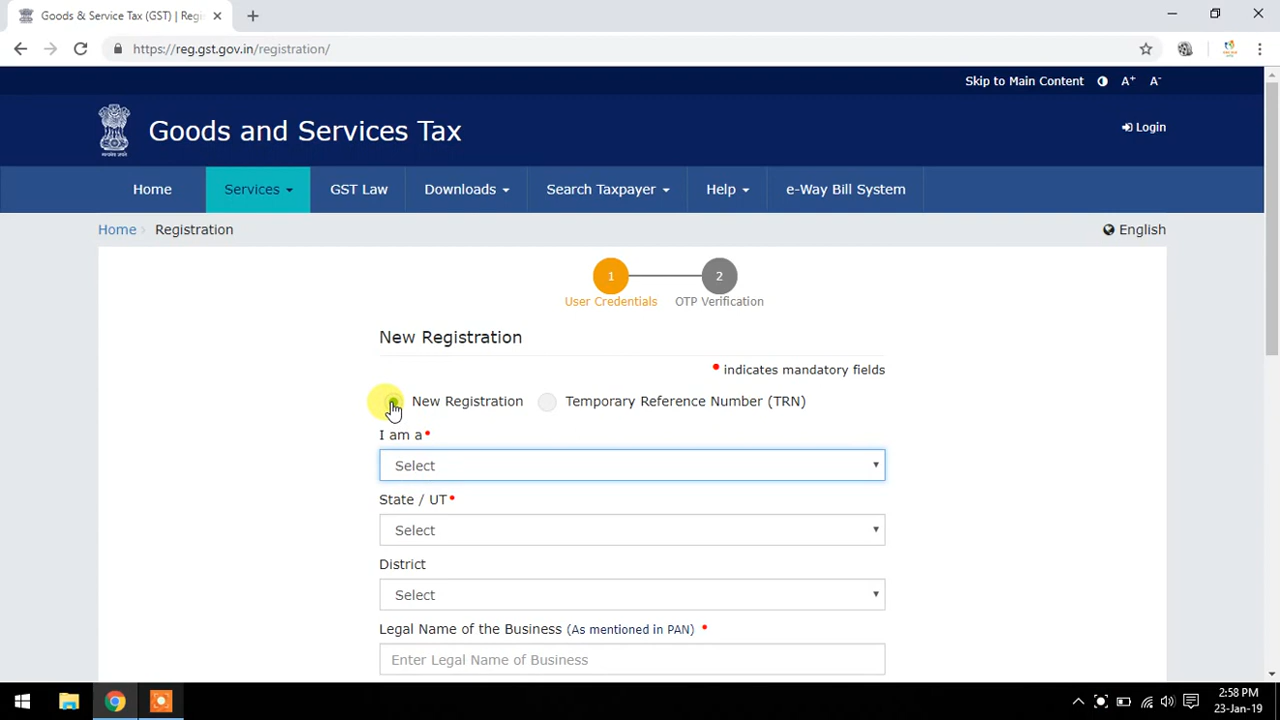 Goods & Service Tax (GST) | Regi
https://reg.gst.gov.in/registration/
Skip to Main Content A+ A-
Goods and Services Tax
Login
Home Services GST Law Downloads Search Taxpayer Help e-Way Bill System
Home Registration English
1 2
User Credentials OTP Verification
New Registration
• indicates mandatory fields
New Registration Temporary Reference Number (TRN)
I am a•
Select
State / UT•
Select
District
Select
Legal Name of the Business (As mentioned in PAN) •
Enter Legal Name of Business
2:58 PM
23-Jan-19